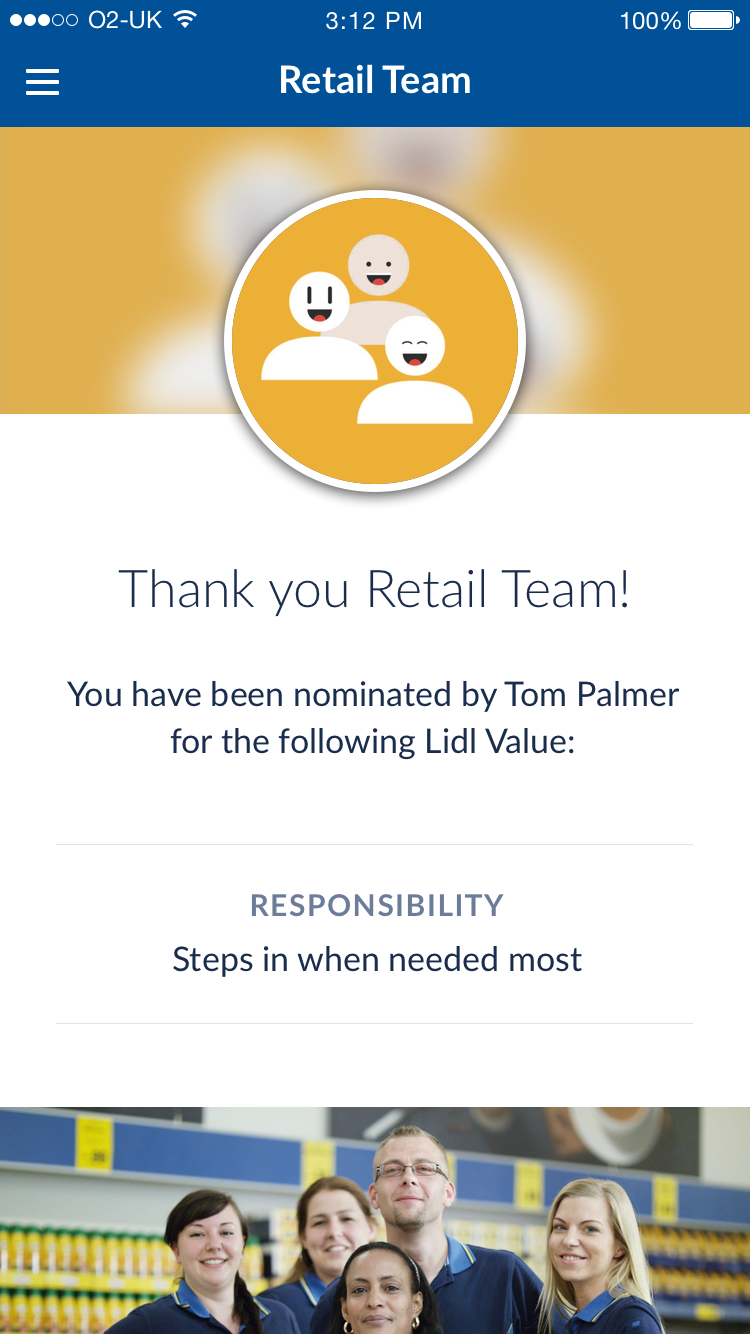 O2-UK 3:12 PM 100%
Retail Team
Thank you Retail Team!
You have been nominated by Tom Palmer
for the following Lidl Value:
RESPONSIBILITY
Steps in when needed most